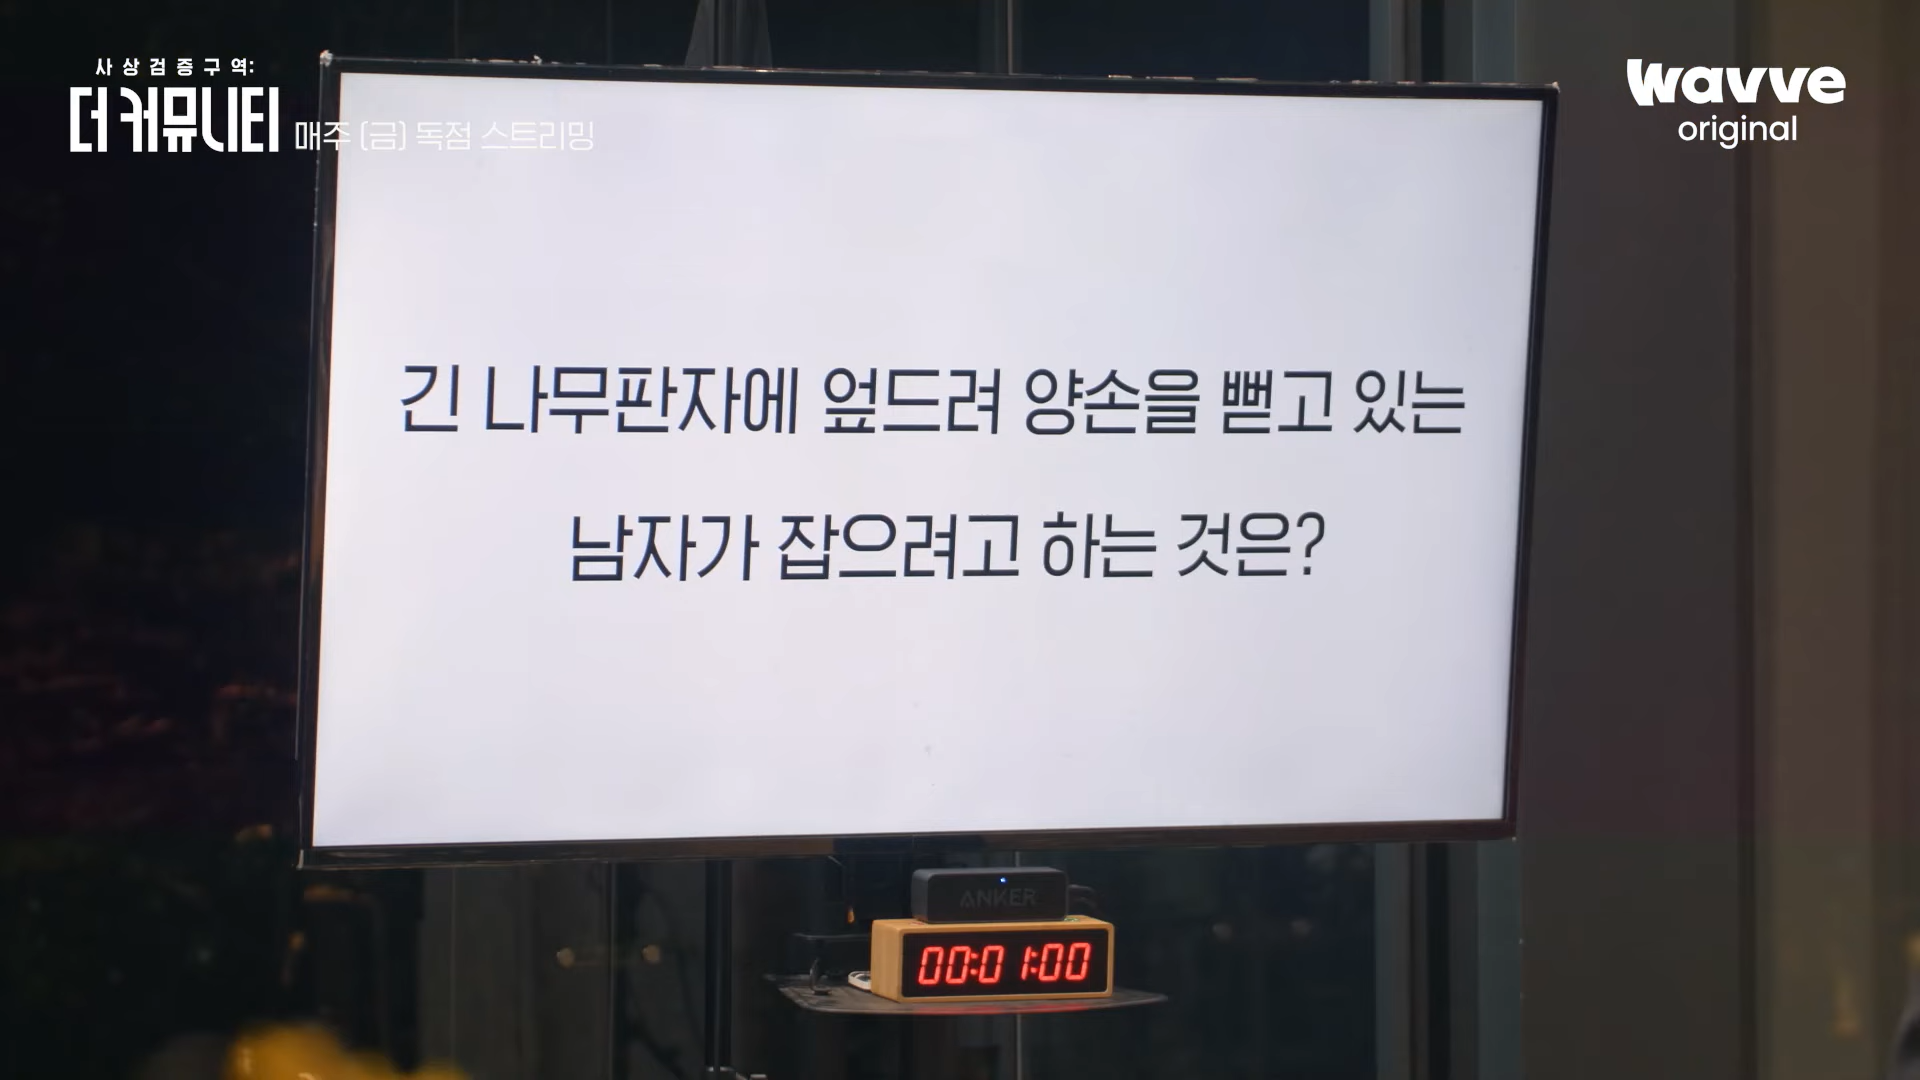 사상검증구역:
더 커뮤니티 매주 (금) 독점 스트리밍
wavve
original
긴 나무판자에 엎드려 양손을 뻗고 있는
남자가 잡으려고 하는 것은?
ANKER
00:01:00